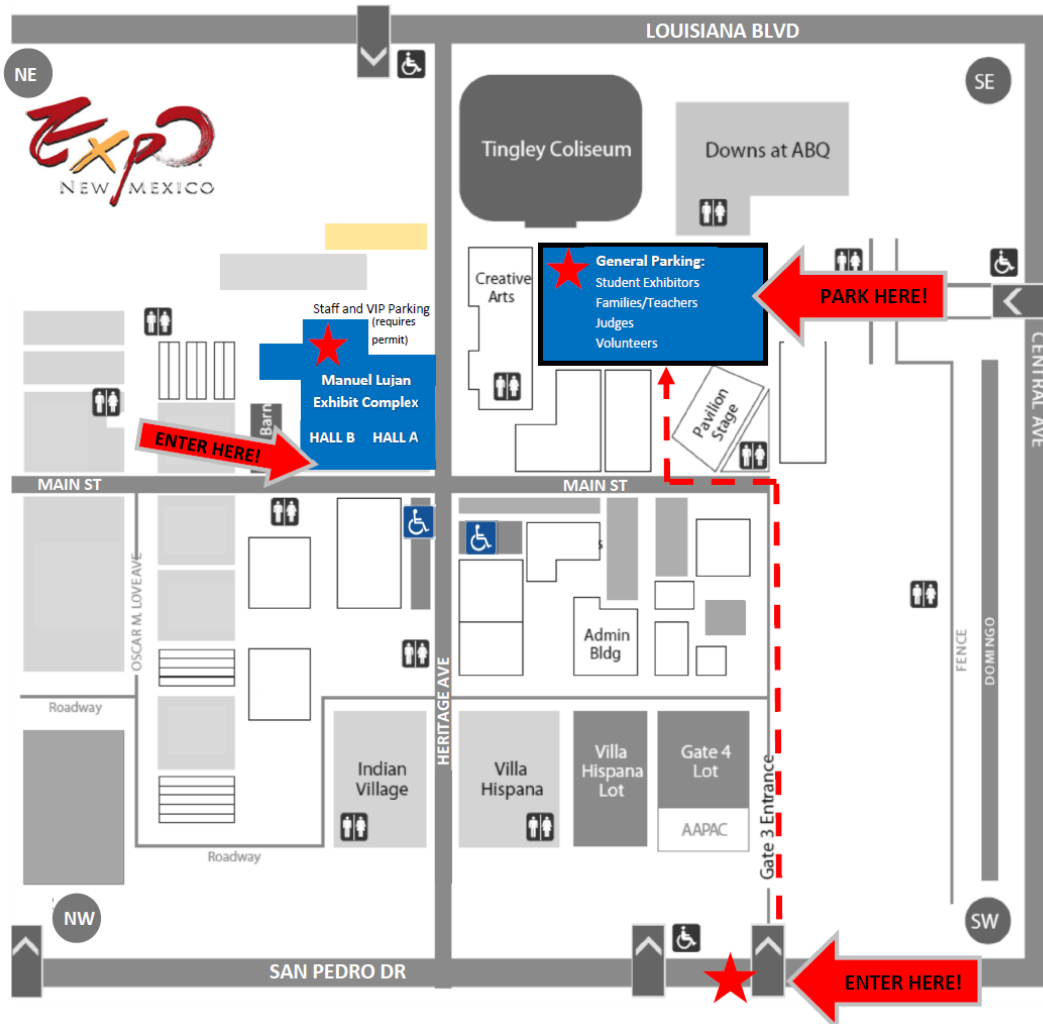 LOUISIANA BLVD
NE
SE
Expo
NEW MEXICO
Tingley Coliseum
Downs at ABQ
Creative
Arts
General Parking:
Student Exhibitors
Families/Teachers
Judges
Volunteers
PARK HERE!
CENTRAL AVE
Staff and VIP Parking
(requires
permit)
Manuel Lujan
Exhibit Complex
HALL B HALL A
Barn
ENTER HERE!
Pavilion
Stage
MAIN ST
MAIN ST
OSCAR M. LOVE AVE
HERITAGE AVE
s
Admin
Bldg
FENCE
DOMINGO
Roadway
Indian
Village
Villa
Hispana
Villa
Hispana
Lot
Gate 4
Lot
AAPAC
Gate 3 Entrance
Roadway
NW
SW
SAN PEDRO DR
ENTER HERE!